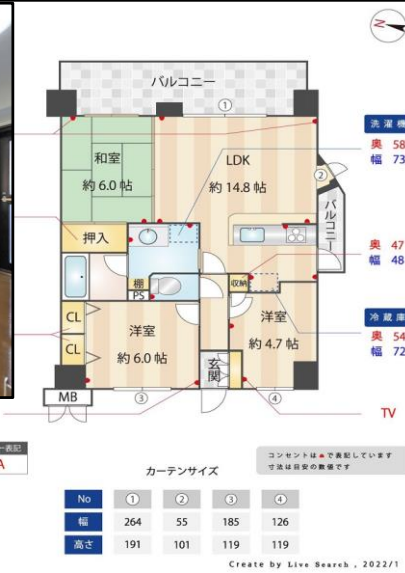 バルコニー
①
洗濯機
和室
約 6.0 帖
LDK
約 14.8 帖
奥 58
幅 73
②
バルコニー
押入
奥 47
幅 48
棚
PS
収納
CL
CL
洋室
約 6.0 帖
洋室
約 4.7 帖
冷蔵庫
奥 54
幅 72
玄関
MB
③
④
TV
ー表記
A
コンセントは で表記しています
寸法は目安の数値です
カーテンサイズ
No ① ② ③ ④
幅 264 55 185 126
高さ 191 101 119 119
Create by Live Search , 2022/1